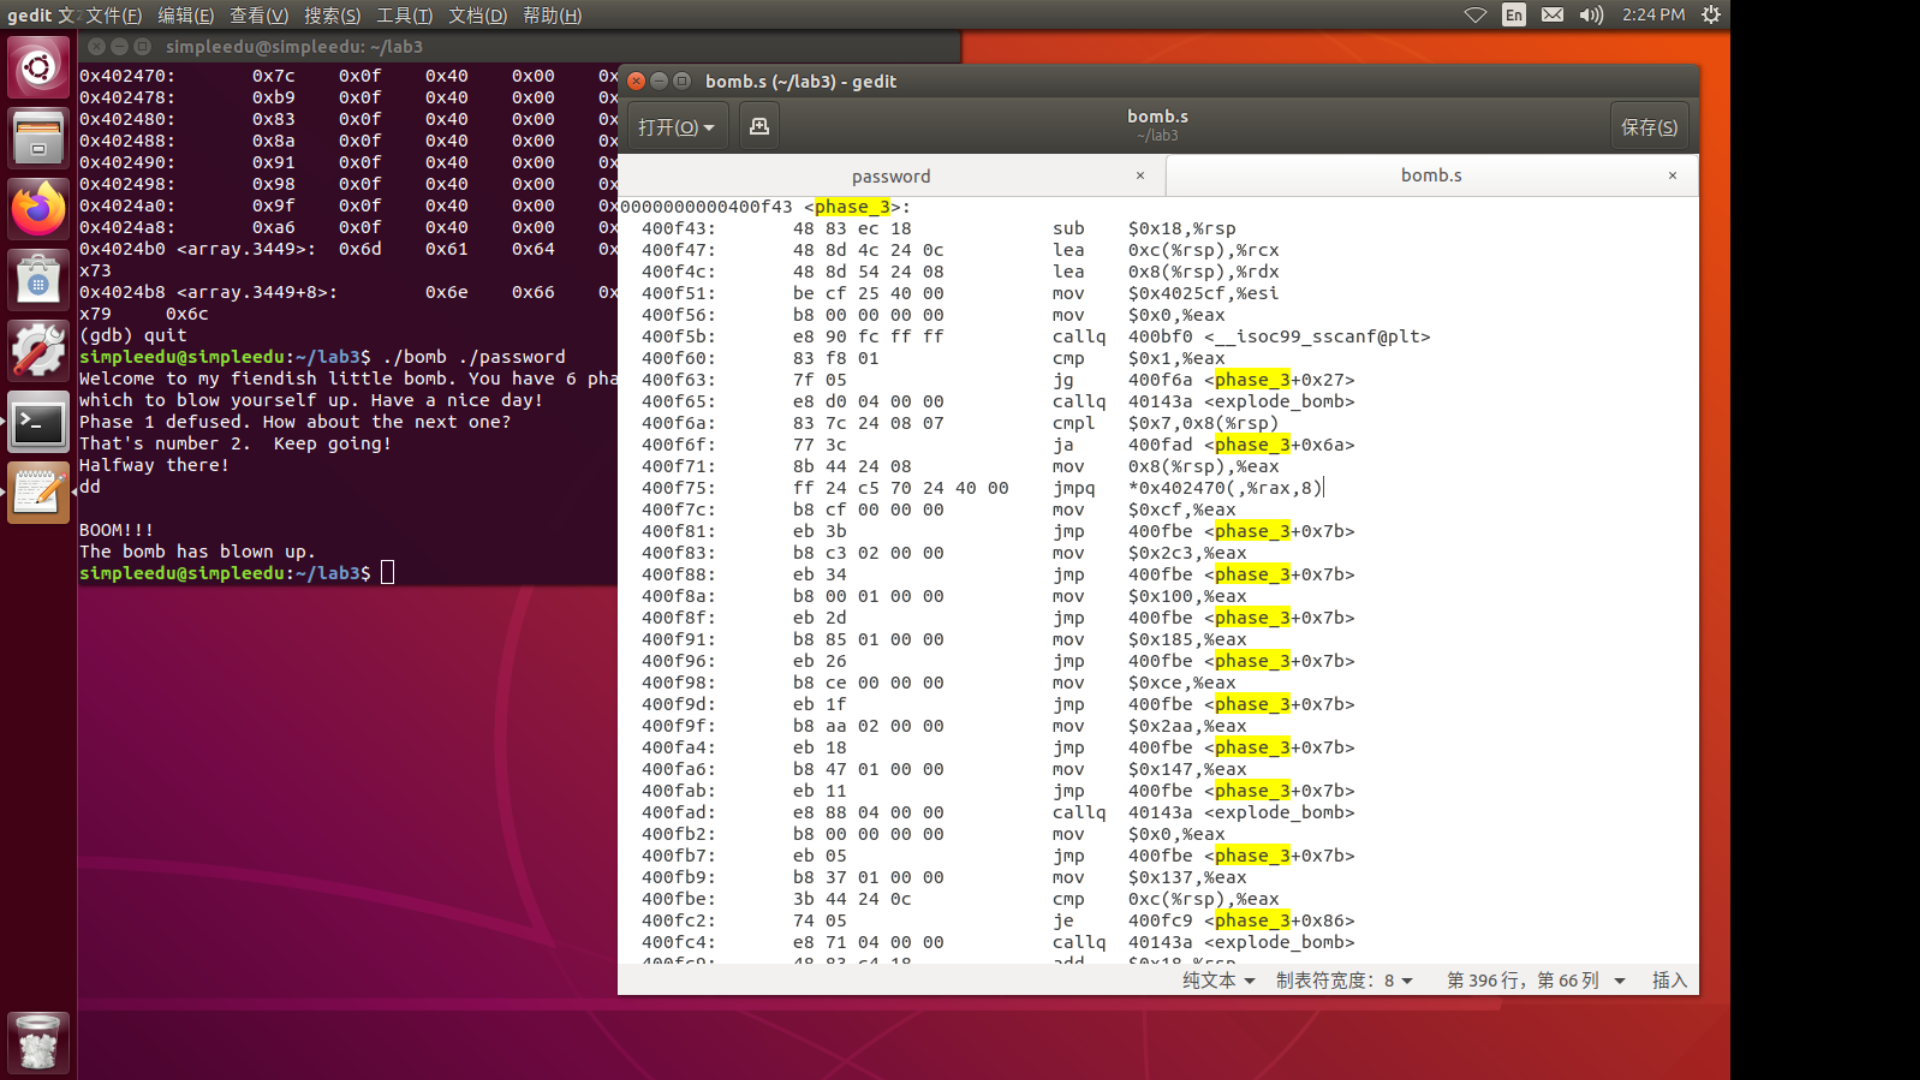 gedit 文 文件(F) 编辑(E) 查看(V) 搜索(S) 工具(T) 文档(D) 帮助(H) En 2:24 PM
simpleedu@simpleedu: ~/lab3
0x402470: 0x7c 0x0f 0x40 0x00 0x
0x402478: 0xb9 0x0f 0x40 0x00 0x
0x402480: 0x83 0x0f 0x40 0x00 0x
0x402488: 0x8a 0x0f 0x40 0x00 0x
0x402490: 0x91 0x0f 0x40 0x00 0x
0x402498: 0x98 0x0f 0x40 0x00 0x
0x4024a0: 0x9f 0x0f 0x40 0x00 0x
0x4024a8: 0xa6 0x0f 0x40 0x00 0x
0x4024b0 <array.3449>: 0x6d 0x61 0x64
x73
0x4024b8 <array.3449+8>: 0x6e 0x66 0x
x79 0x6c
(gdb) quit
simpleedu@simpleedu:~/lab3$ ./bomb ./password
Welcome to my fiendish little bomb. You have 6 pha
which to blow yourself up. Have a nice day!
Phase 1 defused. How about the next one?
That's number 2.  Keep going!
Halfway there!
dd
BOOM!!!
The bomb has blown up.
simpleedu@simpleedu:~/lab3$
bomb.s (~/lab3) - gedit
打开(O)
bomb.s
~/lab3
保存(S)
password × bomb.s ×
0000000000400f43 <phase_3>:
400f43: 48 83 ec 18 sub $0x18,%rsp
400f47: 48 8d 4c 24 0c lea 0xc(%rsp),%rcx
400f4c: 48 8d 54 24 08 lea 0x8(%rsp),%rdx
400f51: be cf 25 40 00 mov $0x4025cf,%esi
400f56: b8 00 00 00 00 mov $0x0,%eax
400f5b: e8 90 fc ff ff callq 400bf0 <__isoc99_sscanf@plt>
400f60: 83 f8 01 cmp $0x1,%eax
400f63: 7f 05 jg 400f6a <phase_3+0x27>
400f65: e8 d0 04 00 00 callq 40143a <explode_bomb>
400f6a: 83 7c 24 08 07 cmpl $0x7,0x8(%rsp)
400f6f: 77 3c ja 400fad <phase_3+0x6a>
400f71: 8b 44 24 08 mov 0x8(%rsp),%eax
400f75: ff 24 c5 70 24 40 00 jmpq *0x402470(,%rax,8)
400f7c: b8 cf 00 00 00 mov $0xcf,%eax
400f81: eb 3b jmp 400fbe <phase_3+0x7b>
400f83: b8 c3 02 00 00 mov $0x2c3,%eax
400f88: eb 34 jmp 400fbe <phase_3+0x7b>
400f8a: b8 00 01 00 00 mov $0x100,%eax
400f8f: eb 2d jmp 400fbe <phase_3+0x7b>
400f91: b8 85 01 00 00 mov $0x185,%eax
400f96: eb 26 jmp 400fbe <phase_3+0x7b>
400f98: b8 ce 00 00 00 mov $0xce,%eax
400f9d: eb 1f jmp 400fbe <phase_3+0x7b>
400f9f: b8 aa 02 00 00 mov $0x2aa,%eax
400fa4: eb 18 jmp 400fbe <phase_3+0x7b>
400fa6: b8 47 01 00 00 mov $0x147,%eax
400fab: eb 11 jmp 400fbe <phase_3+0x7b>
400fad: e8 88 04 00 00 callq 40143a <explode_bomb>
400fb2: b8 00 00 00 00 mov $0x0,%eax
400fb7: eb 05 jmp 400fbe <phase_3+0x7b>
400fb9: b8 37 01 00 00 mov $0x137,%eax
400fbe: 3b 44 24 0c cmp 0xc(%rsp),%eax
400fc2: 74 05 je 400fc9 <phase_3+0x86>
400fc4: e8 71 04 00 00 callq 40143a <explode_bomb>
400fc9: 48 83 c4 18 add $0x18,%rsp
纯文本 制表符宽度：8 第 396 行，第 66 列 插入